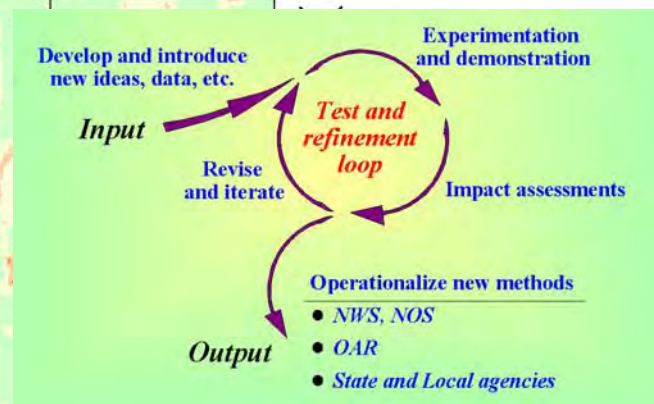 Develop and introduce
new ideas, data, etc.
Input
Experimentation
and demonstration
Test and
refinement
loop
Revise
and iterate
Impact assessments
Output
Operationalize new methods
● NWS, NOS
● OAR
● State and Local agencies